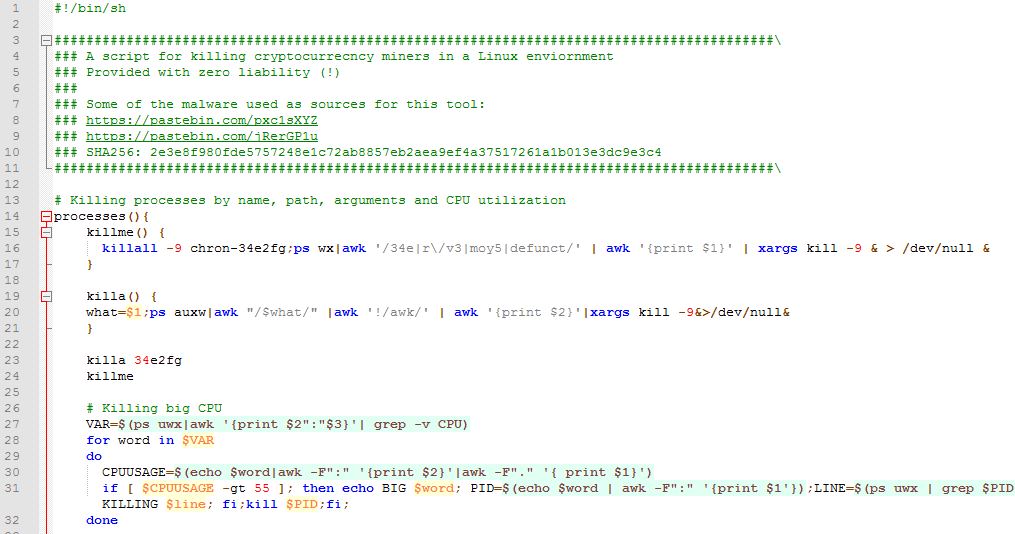 1 #!/bin/sh
2
3 ##########################################################################################\
4 ### A script for killing cryptocurrecncy miners in a Linux enviornment
5 ### Provided with zero liability (!)
6 ###
7 ### Some of the malware used as sources for this tool:
8 ### https://pastebin.com/pxc1sXYZ
9 ### https://pastebin.com/jRerGP1u
10 ### SHA256: 2e3e8f980fde5757248e1c72ab8857eb2aea9ef4a37517261a1b013e3dc9e3c4
11 ##########################################################################################\
12
13 # Killing processes by name, path, arguments and CPU utilization
14 processes(){
15 killme() {
16 killall -9 chron-34e2fg;ps wx|awk '/34e|r\/v3|moy5|defunct/' | awk '{print $1}' | xargs kill -9 & > /dev/null &
17 }
18
19 killa() {
20 what=$1;ps auxw|awk "/$what/" |awk '!/awk/' | awk '{print $2}'|xargs kill -9&>/dev/null&
21 }
22
23 killa 34e2fg
24 killme
25
26 # Killing big CPU
27 VAR=$(ps uwx|awk '{print $2":"$3}'| grep -v CPU)
28 for word in $VAR
29 do
30 CPUUSAGE=$(echo $word|awk -F":" '{print $2}'|awk -F"." '{ print $1}')
31 if [ $CPUUSAGE -gt 55 ]; then echo BIG $word; PID=$(echo $word | awk -F":" '{print $1'});LINE=$(ps uwx | grep $PID
KILLING $line; fi;kill $PID;fi;
32 done